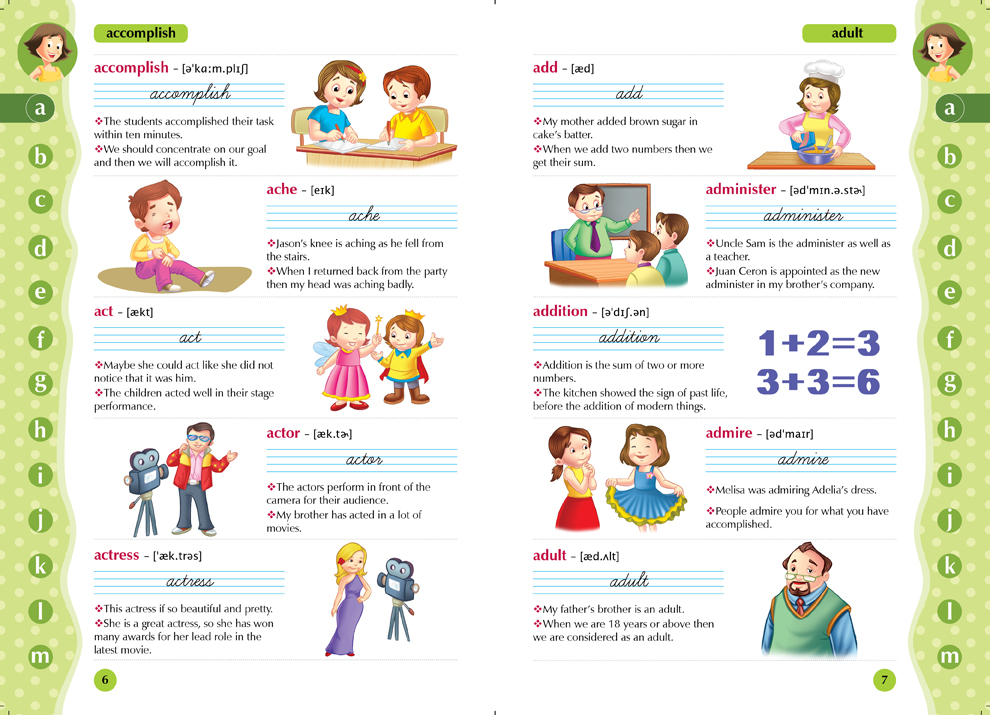 accomplish
accomplish – [ə'kɑːm.plɪʃ]
accomplish
❖The students accomplished their task
within ten minutes.
❖We should concentrate on our goal
and then we will accomplish it.
ache – [eɪk]
ache
❖Jason's knee is aching as he fell from
the stairs.
❖When I returned back from the party
then my head was aching badly.
act – [ækt]
act
❖Maybe she could act like she did not
notice that it was him.
❖The children acted well in their stage
performance.
actor – [æk.tɚ]
actor
❖The actors perform in front of the
camera for their audience.
❖My brother has acted in a lot of
movies.
actress – ['æk.trəs]
actress
❖This actress if so beautiful and pretty.
❖She is a great actress, so she has won
many awards for her lead role in the
latest movie.
6
a
b
c
d
e
f
g
h
i
j
k
l
m
adult
add – [æd]
add
❖My mother added brown sugar in
cake's batter.
❖When we add two numbers then we
get their sum.
administer – [əd'mɪn.ə.stɚ]
administer
❖Uncle Sam is the administer as well as
a teacher.
❖Juan Ceron is appointed as the new
administer in my brother's company.
addition – [ə'dɪʃ.ən]
addition
❖Addition is the sum of two or more
numbers.
❖The kitchen showed the sign of past life,
before the addition of modern things.
1+2=3
3+3=6
admire – [əd'maɪr]
admire
❖Melisa was admiring Adelia's dress.
❖People admire you for what you have
accomplished.
adult – [æd.ʌlt]
adult
❖My father's brother is an adult.
❖When we are 18 years or above then
we are considered as an adult.
7
a
b
c
d
e
f
g
h
i
j
k
l
m